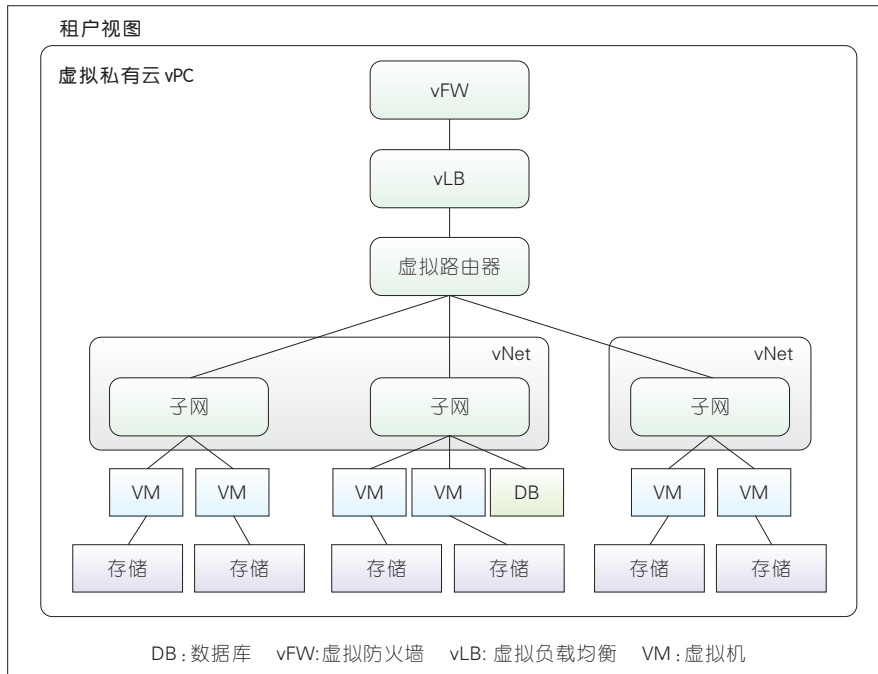 租户视图
虚拟私有云 vPC
vFW
vLB
虚拟路由器
vNet
vNet
子网
子网
子网
VM
VM
VM
VM
DB
VM
VM
存储
存储
存储
存储
存储
存储
DB:数据库 vFW:虚拟防火墙 vLB: 虚拟负载均衡 VM:虚拟机